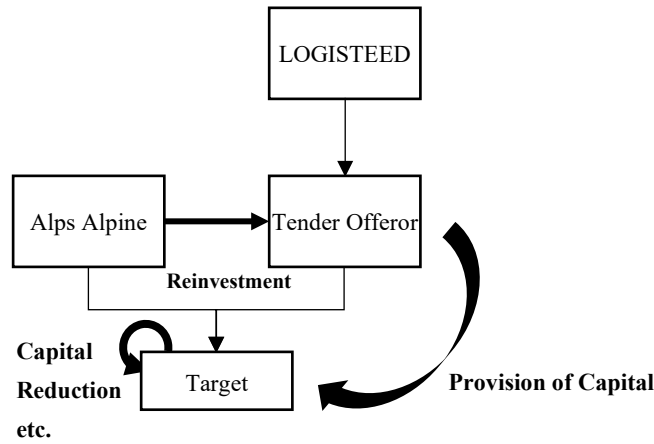 LOGISTEED
Alps Alpine
Tender Offeror
Reinvestment
Capital
Reduction
etc.
Target
Provision of Capital